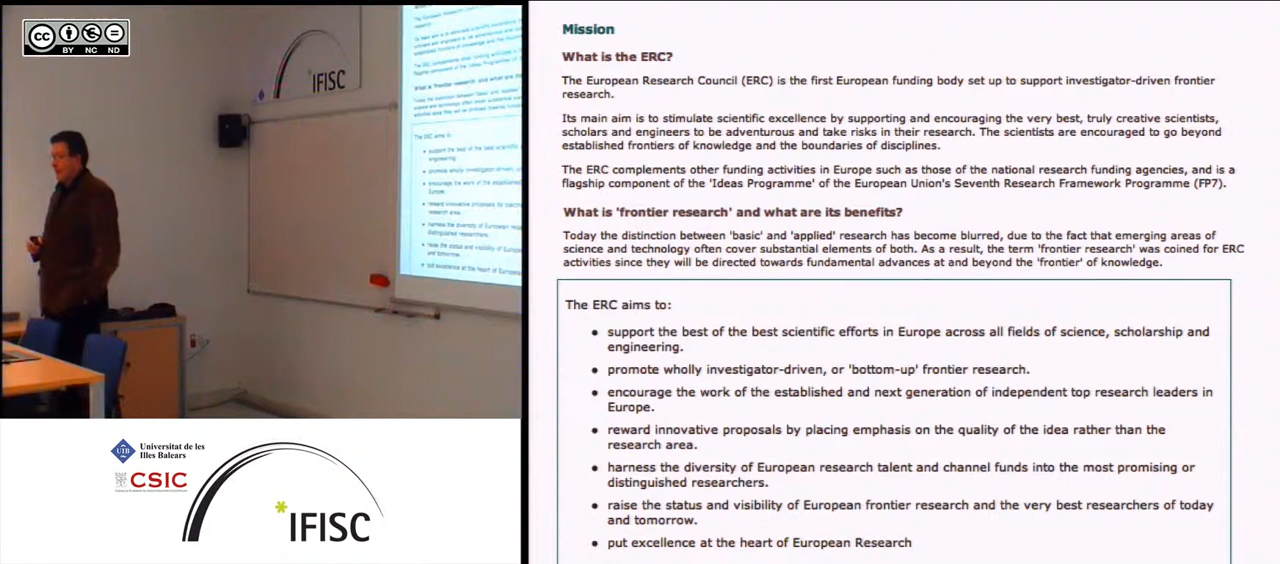 cc
BY NC ND
IFISC
Universitat de les
Illes Balears
UIB
CSIC
*IFISC
Mission
What is the ERC?
The European Research Council (ERC) is the first European funding body set up to support investigator-driven frontier
research.
Its main aim is to stimulate scientific excellence by supporting and encouraging the very best, truly creative scientists,
scholars and engineers to be adventurous and take risks in their research. The scientists are encouraged to go beyond
established frontiers of knowledge and the boundaries of disciplines.
The ERC complements other funding activities in Europe such as those of the national research funding agencies, and is a
flagship component of the 'Ideas Programme' of the European Union's Seventh Research Framework Programme (FP7).
What is 'frontier research' and what are its benefits?
Today the distinction between 'basic' and 'applied' research has become blurred, due to the fact that emerging areas of
science and technology often cover substantial elements of both. As a result, the term 'frontier research' was coined for ERC
activities since they will be directed towards fundamental advances at and beyond the 'frontier' of knowledge.
The ERC aims to:
• support the best of the best scientific efforts in Europe across all fields of science, scholarship and
engineering.
• promote wholly investigator-driven, or 'bottom-up' frontier research.
• encourage the work of the established and next generation of independent top research leaders in
Europe.
• reward innovative proposals by placing emphasis on the quality of the idea rather than the
research area.
• harness the diversity of European research talent and channel funds into the most promising or
distinguished researchers.
• raise the status and visibility of European frontier research and the very best researchers of today
and tomorrow.
• put excellence at the heart of European Research